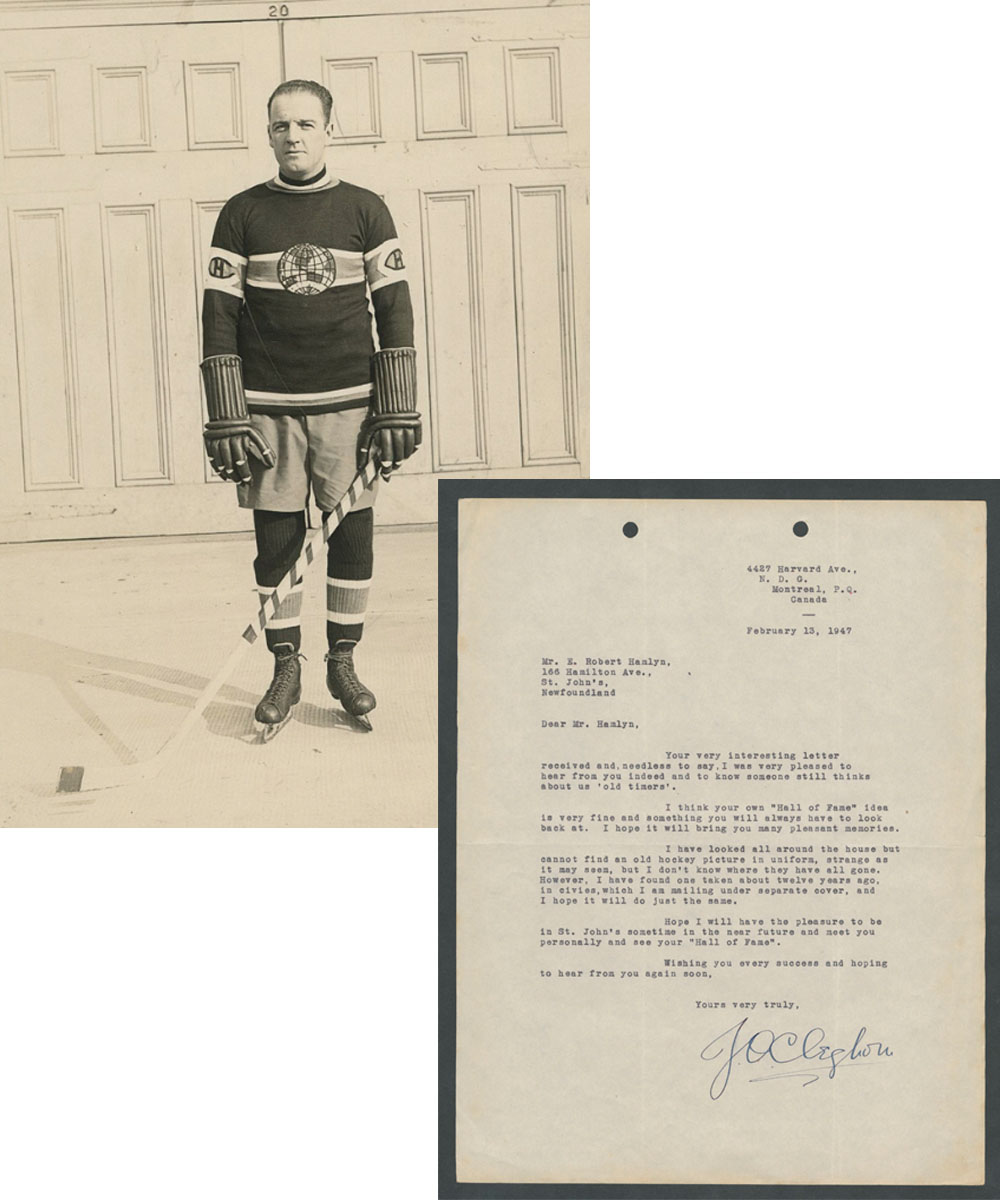 20
CH
CH
4427 Harvard Ave.,
N. D. G.
Montreal, P.Q.
Canada
February 13, 1947
Mr. E. Robert Hamlyn,
166 Hamilton Ave.,
St. John's,
Newfoundland
Dear Mr. Hamlyn,
Your very interesting letter
received and,needless to say,I was very pleased to
hear from you indeed and to know someone still thinks
about us 'old timers'.
I think your own "Hall of Fame" idea
is very fine and something you will always have to look
back at. I hope it will bring you many pleasant memories.
I have looked all around the house but
cannot find an old hockey picture in uniform, strange as
it may seem, but I don't know where they have all gone.
However, I have found one taken about twelve years ago,
in civies,which I am mailing under separate cover, and
I hope it will do just the same.
Hope I will have the pleasure to be
in St. John's sometime in the near future and meet you
personally and see your "Hall of Fame".
Wishing you every success and hoping
to hear from you again soon,
Yours very truly,
J.O.Cleghorn